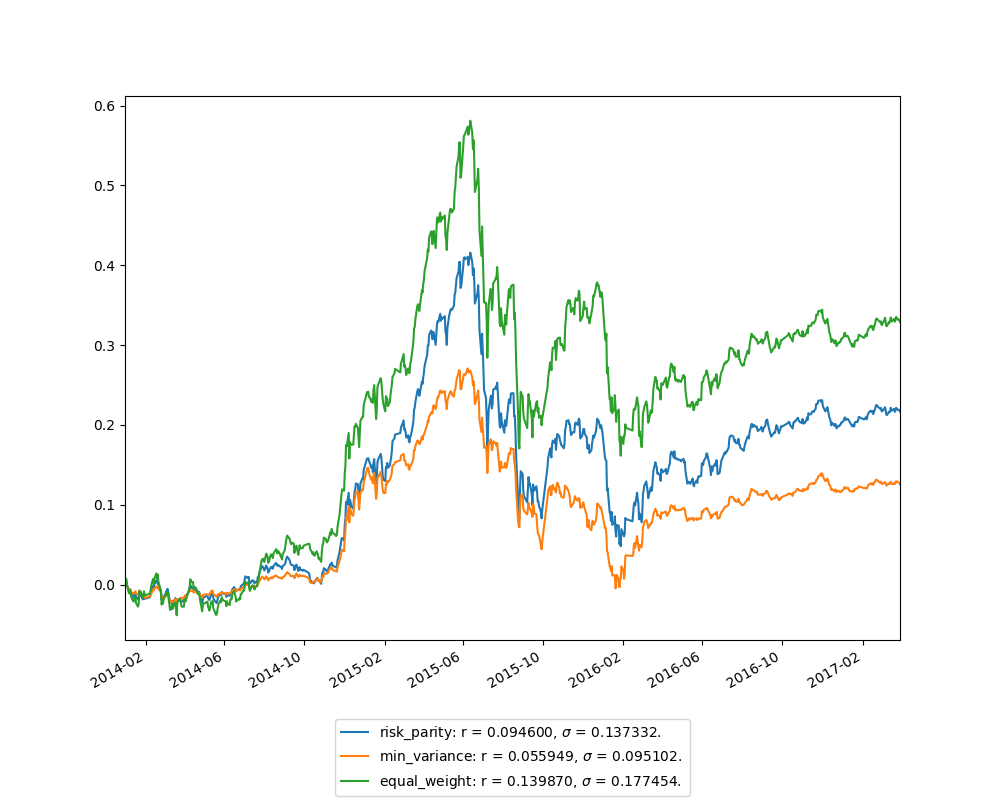 0.6
0.5
0.4
0.3
0.2
0.1
0.0
2014-02 2014-06 2014-10 2015-02 2015-06 2015-10 2016-02 2016-06 2016-10 2017-02
risk_parity: r = 0.094600, σ = 0.137332.
min_variance: r = 0.055949, σ = 0.095102.
equal_weight: r = 0.139870, σ = 0.177454.